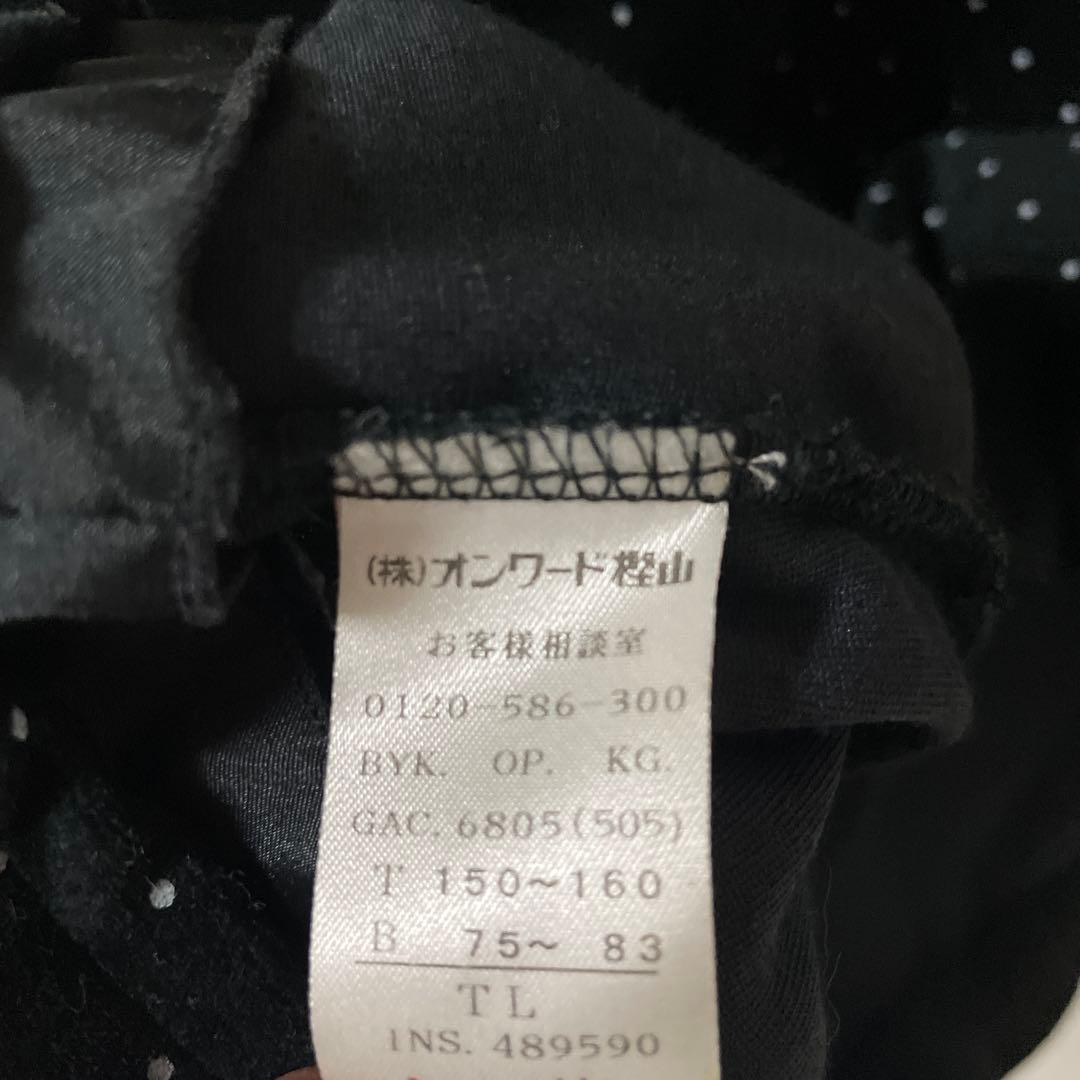 (株)オンワード樫山
お客様相談室
0120-586-300
BYK. OP. KG.
GAC. 6805(505)
T 150~160
B 75~ 83
TL
INS. 489590